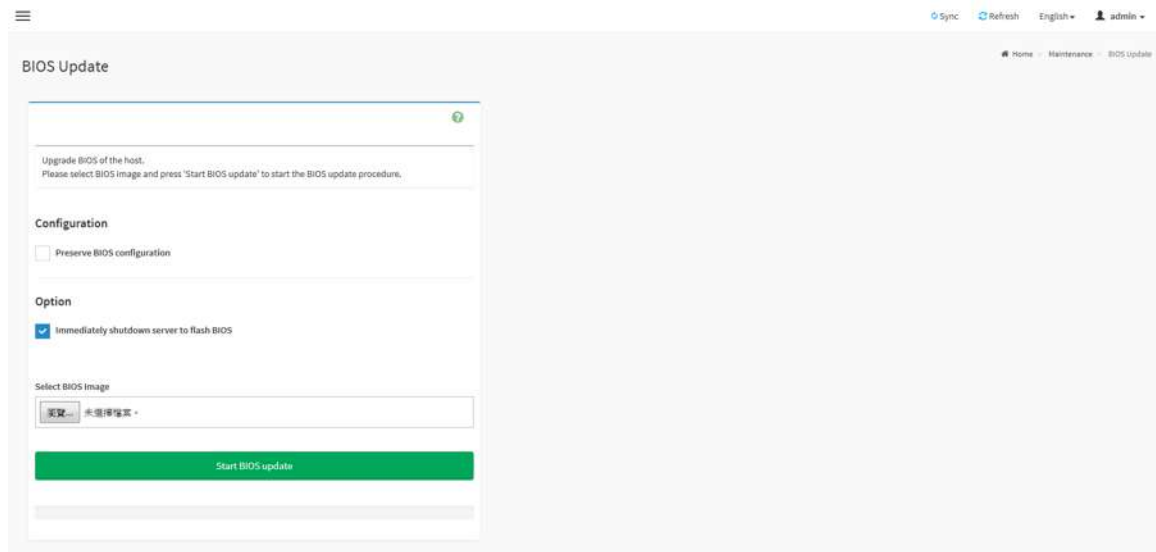 Sync Refresh English admin
Home Maintenance BIOS Update
BIOS Update
Upgrade BIOS of the host.
Please select BIOS image and press 'Start BIOS update' to start the BIOS update procedure.
Configuration
Preserve BIOS configuration
Option
Immediately shutdown server to flash BIOS
Select BIOS Image
瀏覽... 未選擇檔案。
Start BIOS update